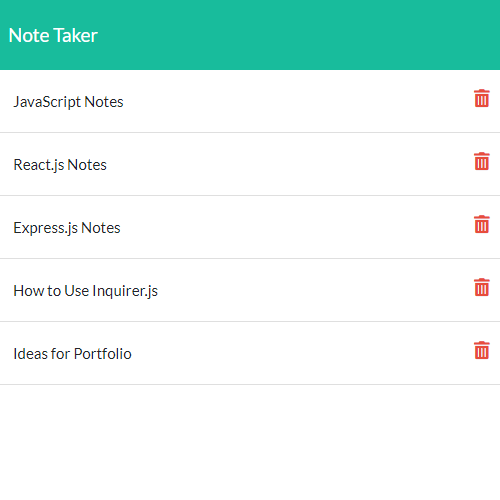 Note Taker
JavaScript Notes
React.js Notes
Express.js Notes
How to Use Inquirer.js
Ideas for Portfolio